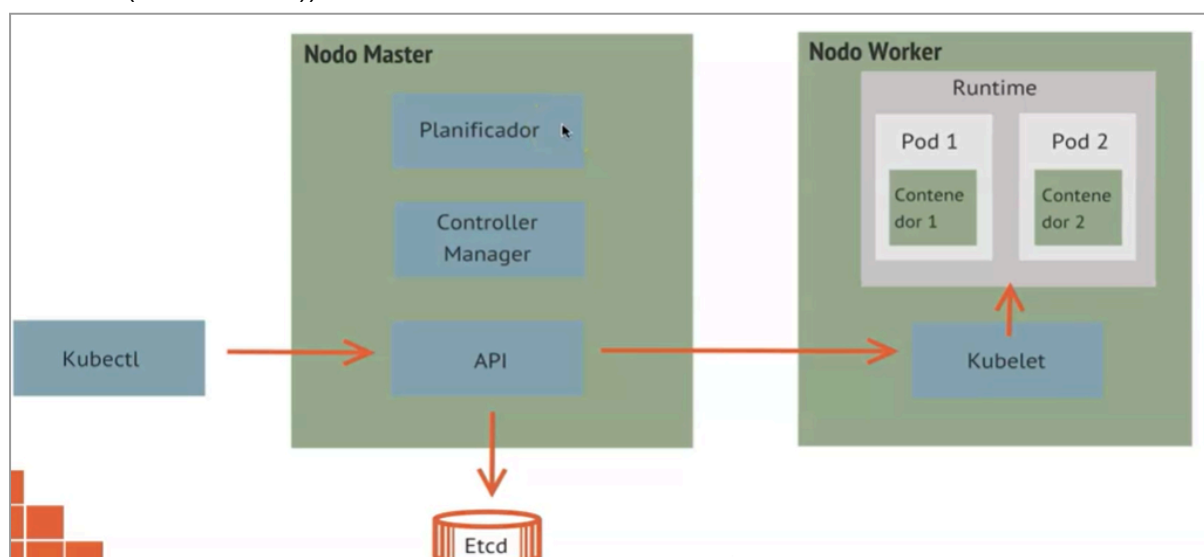 Nodo Master
Planificador
Controller
Manager
API
Kubectl
Etcd
Nodo Worker
Runtime
Pod 1
Contene
dor 1
Pod 2
Contene
dor 2
Kubelet